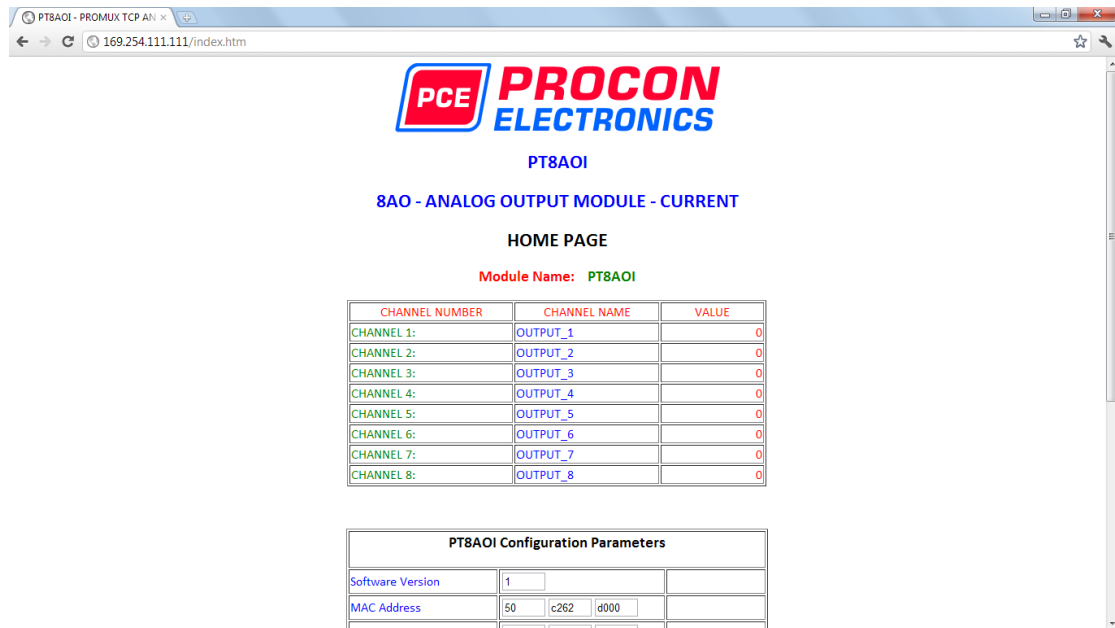 PT8AOI - PROMUX TCP AN
169.254.111.111/index.htm
PCE PROCON
ELECTRONICS
PT8AOI
8AO - ANALOG OUTPUT MODULE - CURRENT
HOME PAGE
Module Name: PT8AOI
CHANNEL NUMBER CHANNEL NAME VALUE
CHANNEL 1: OUTPUT_1 0
CHANNEL 2: OUTPUT_2 0
CHANNEL 3: OUTPUT_3 0
CHANNEL 4: OUTPUT_4 0
CHANNEL 5: OUTPUT_5 0
CHANNEL 6: OUTPUT_6 0
CHANNEL 7: OUTPUT_7 0
CHANNEL 8: OUTPUT_8 0
PT8AOI Configuration Parameters
Software Version 1
MAC Address 50 c262 d000